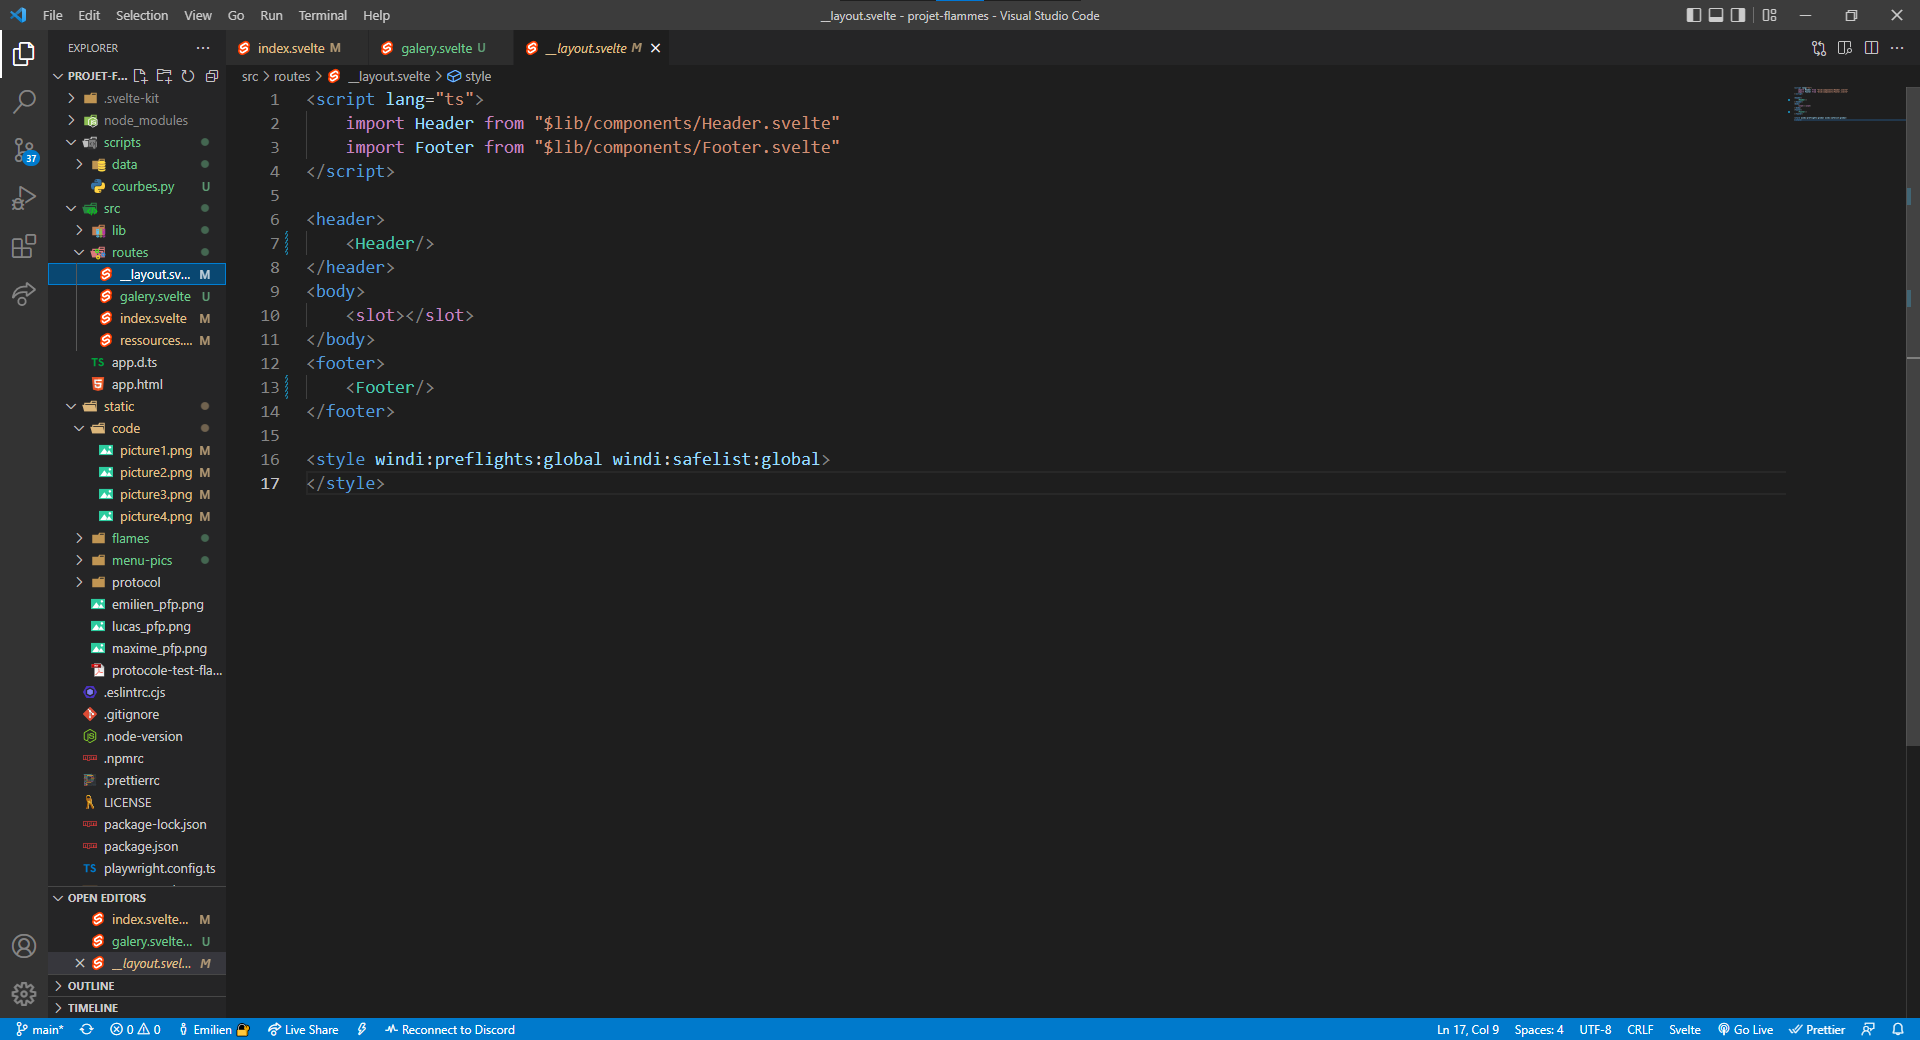 File Edit Selection View Go Run Terminal Help
__layout.svelte - projet-flammes - Visual Studio Code
EXPLORER
index.svelte M
galery.svelte U
__layout.svelte M
PROJET-F...
src > routes > __layout.svelte > style
37
.svelte-kit
node_modules
scripts
data
courbes.py U
src
lib
routes
__layout.sv... M
galery.svelte U
index.svelte M
ressources.... M
TS app.d.ts
app.html
static
code
picture1.png M
picture2.png M
picture3.png M
picture4.png M
flames
menu-pics
protocol
emilien_pfp.png
lucas_pfp.png
maxime_pfp.png
protocole-test-fla...
.eslintrc.cjs
.gitignore
.node-version
.npmrc
.prettierrc
LICENSE
package-lock.json
package.json
TS playwright.config.ts
OPEN EDITORS
index.svelte... M
galery.svelte... U
__layout.svel... M
OUTLINE
TIMELINE
1 <script lang="ts">
2 import Header from "$lib/components/Header.svelte"
3 import Footer from "$lib/components/Footer.svelte"
4 </script>
5
6 <header>
7 <Header/>
8 </header>
9 <body>
10 <slot></slot>
11 </body>
12 <footer>
13 <Footer/>
14 </footer>
15
16 <style windi:preflights:global windi:safelist:global>
17 </style>
main* 0 0 Emilien Live Share Reconnect to Discord
Ln 17, Col 9 Spaces: 4 UTF-8 CRLF Svelte Go Live Prettier